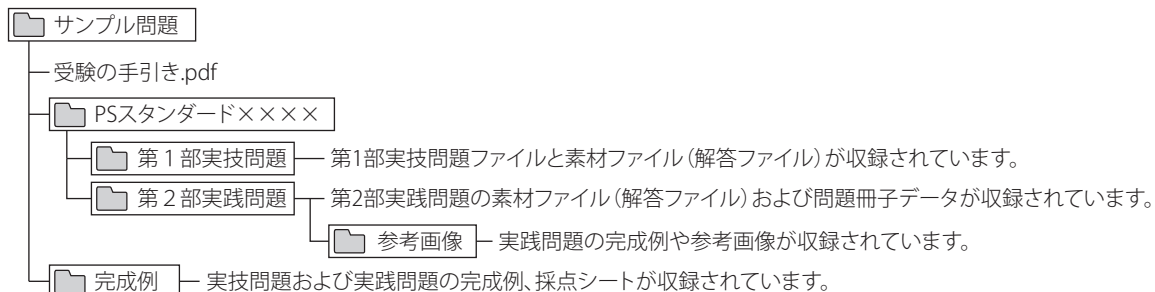 サンプル問題
受験の手引き.pdf
PSスタンダード××××
第１部実技問題 第1部実技問題ファイルと素材ファイル（解答ファイル）が収録されています。
第２部実践問題 第2部実践問題の素材ファイル（解答ファイル）および問題冊子データが収録されています。
参考画像 実践問題の完成例や参考画像が収録されています。
完成例 実技問題および実践問題の完成例、採点シートが収録されています。